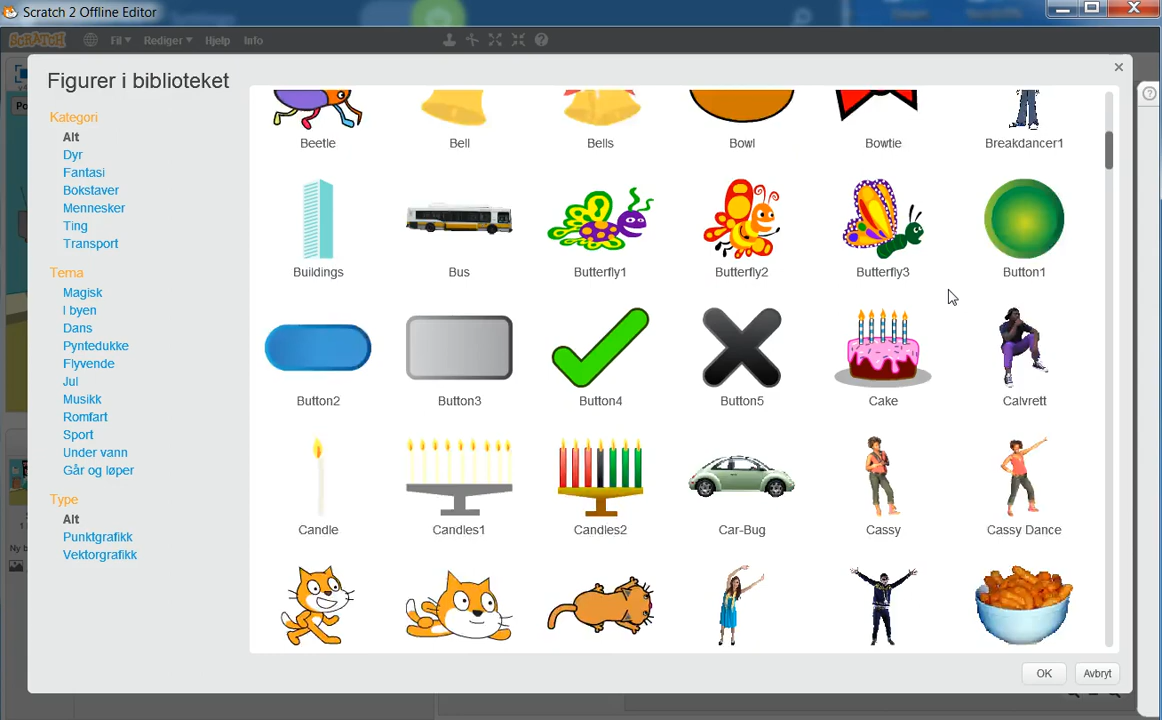 Scratch 2 Offline Editor
SCRATCH Fil Rediger Hjelp Info
Figurer i biblioteket
Kategori
Alt
Dyr
Fantasi
Bokstaver
Mennesker
Ting
Transport
Tema
Magisk
I byen
Dans
Pyntedukke
Flyvende
Jul
Musikk
Romfart
Sport
Under vann
Går og løper
Type
Alt
Punktgrafikk
Vektorgrafikk
Beetle Bell Bells Bowl Bowtie Breakdancer1
Buildings Bus Butterfly1 Butterfly2 Butterfly3 Button1
Button2 Button3 Button4 Button5 Cake Calvrett
Candle Candles1 Candles2 Car-Bug Cassy Cassy Dance
OK Avbryt